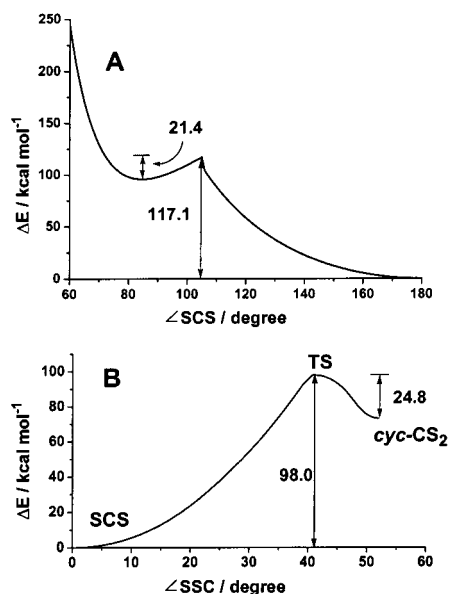 A
250
200
150
100
50
0
21.4
117.1
ΔE / kcal mol⁻¹
60 80 100 120 140 160 180
∠SCS / degree
B
TS
100
80
60
40
20
0
24.8
cyc-CS₂
98.0
SCS
ΔE / kcal mol⁻¹
0 10 20 30 40 50 60
∠SSC / degree